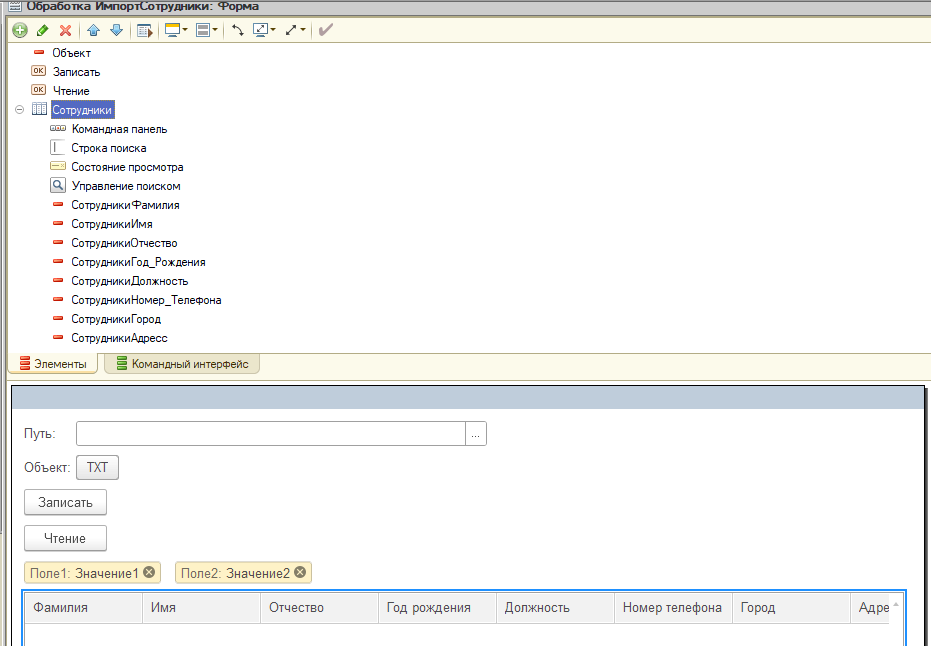 Обработка ИмпортСотрудники: Форма
Объект
OK Записать
OK Чтение
Сотрудники
Командная панель
Строка поиска
Состояние просмотра
Управление поиском
СотрудникиФамилия
СотрудникиИмя
СотрудникиОтчество
СотрудникиГод_Рождения
СотрудникиДолжность
СотрудникиНомер_Телефона
СотрудникиГород
СотрудникиАдресс
Элементы Командный интерфейс
Путь: ...
Объект: TXT
Записать
Чтение
Поле1: Значение1 Поле2: Значение2
Фамилия Имя Отчество Год рождения Должность Номер телефона Город Адре